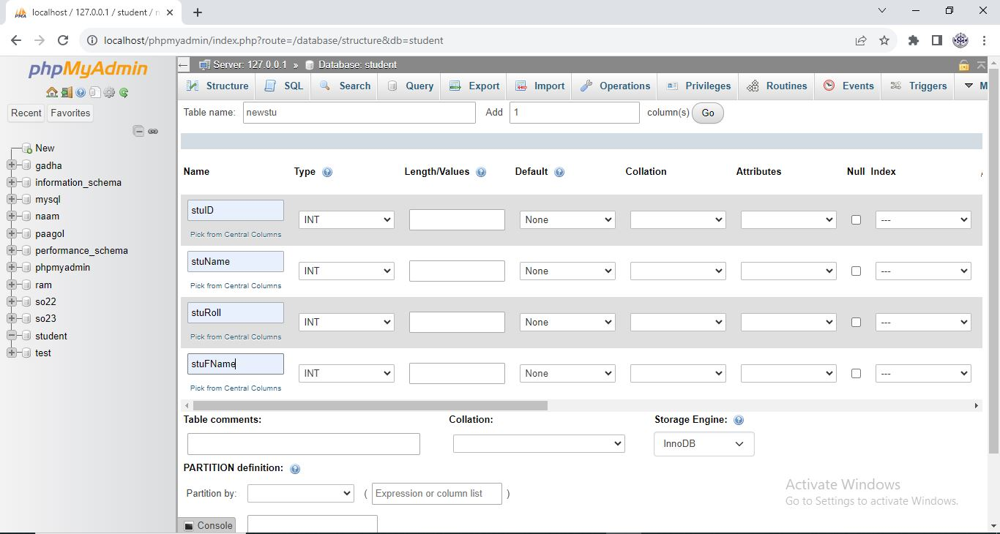 localhost / 127.0.0.1 / student / n
localhost/phpmyadmin/index.php?route=/database/structure&db=student
phpMyAdmin
Recent Favorites
New
gadha
information_schema
mysql
naam
paagol
performance_schema
phpmyadmin
ram
so22
so23
student
test
Server: 127.0.0.1 » Database: student
Structure SQL Search Query Export Import Operations Privileges Routines Events Triggers M
Table name: newstu Add 1 column(s) Go
Name Type Length/Values Default Collation Attributes Null Index
stuID INT None ---
Pick from Central Columns
stuName INT None ---
Pick from Central Columns
stuRoll INT None ---
Pick from Central Columns
stuFName INT None ---
Pick from Central Columns
Table comments: Collation: Storage Engine:
InnoDB
PARTITION definition:
Partition by: ( Expression or column list )
Console
Activate Windows
Go to Settings to activate Windows.